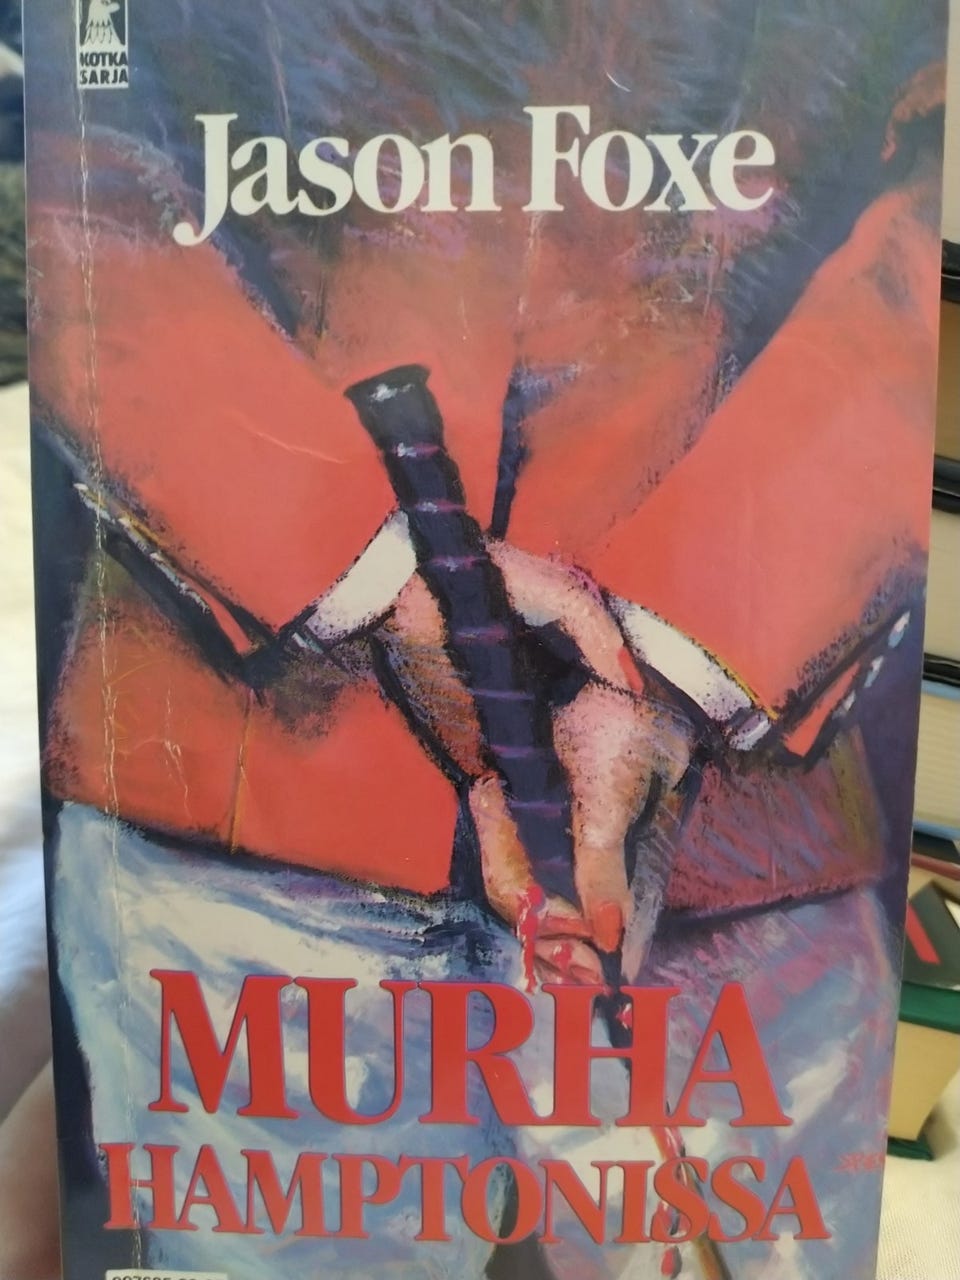 KOTKA
SARJA
Jason Foxe
MURHA
HAMPTONISSA